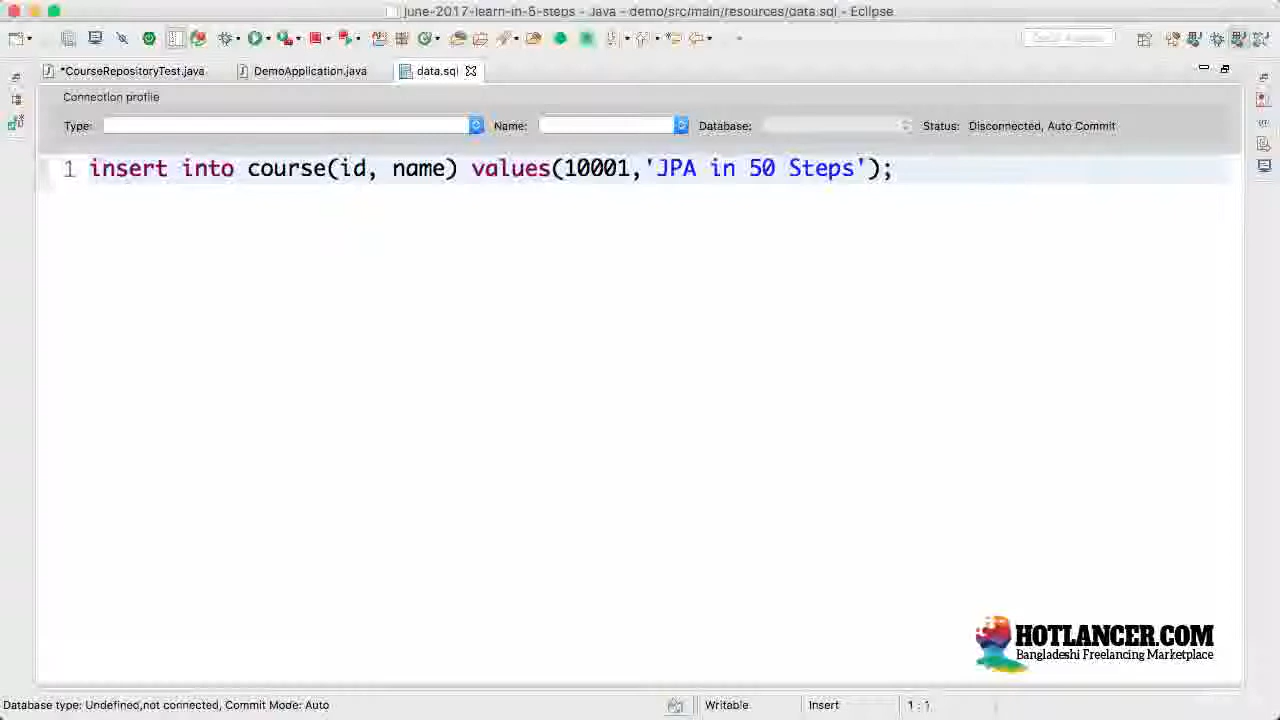 june-2017-learn-in-5-steps - Java - demo/src/main/resources/data.sql - Eclipse
*CourseRepositoryTest.java
DemoApplication.java
data.sql
Connection profile
Type:
Name:
Database:
Status: Disconnected, Auto Commit
1 insert into course(id, name) values(10001,'JPA in 50 Steps');
HOTLANCER.COM
Bangladeshi Freelancing Marketplace
Database type: Undefined,not connected, Commit Mode: Auto
Writable
Insert
1 : 1